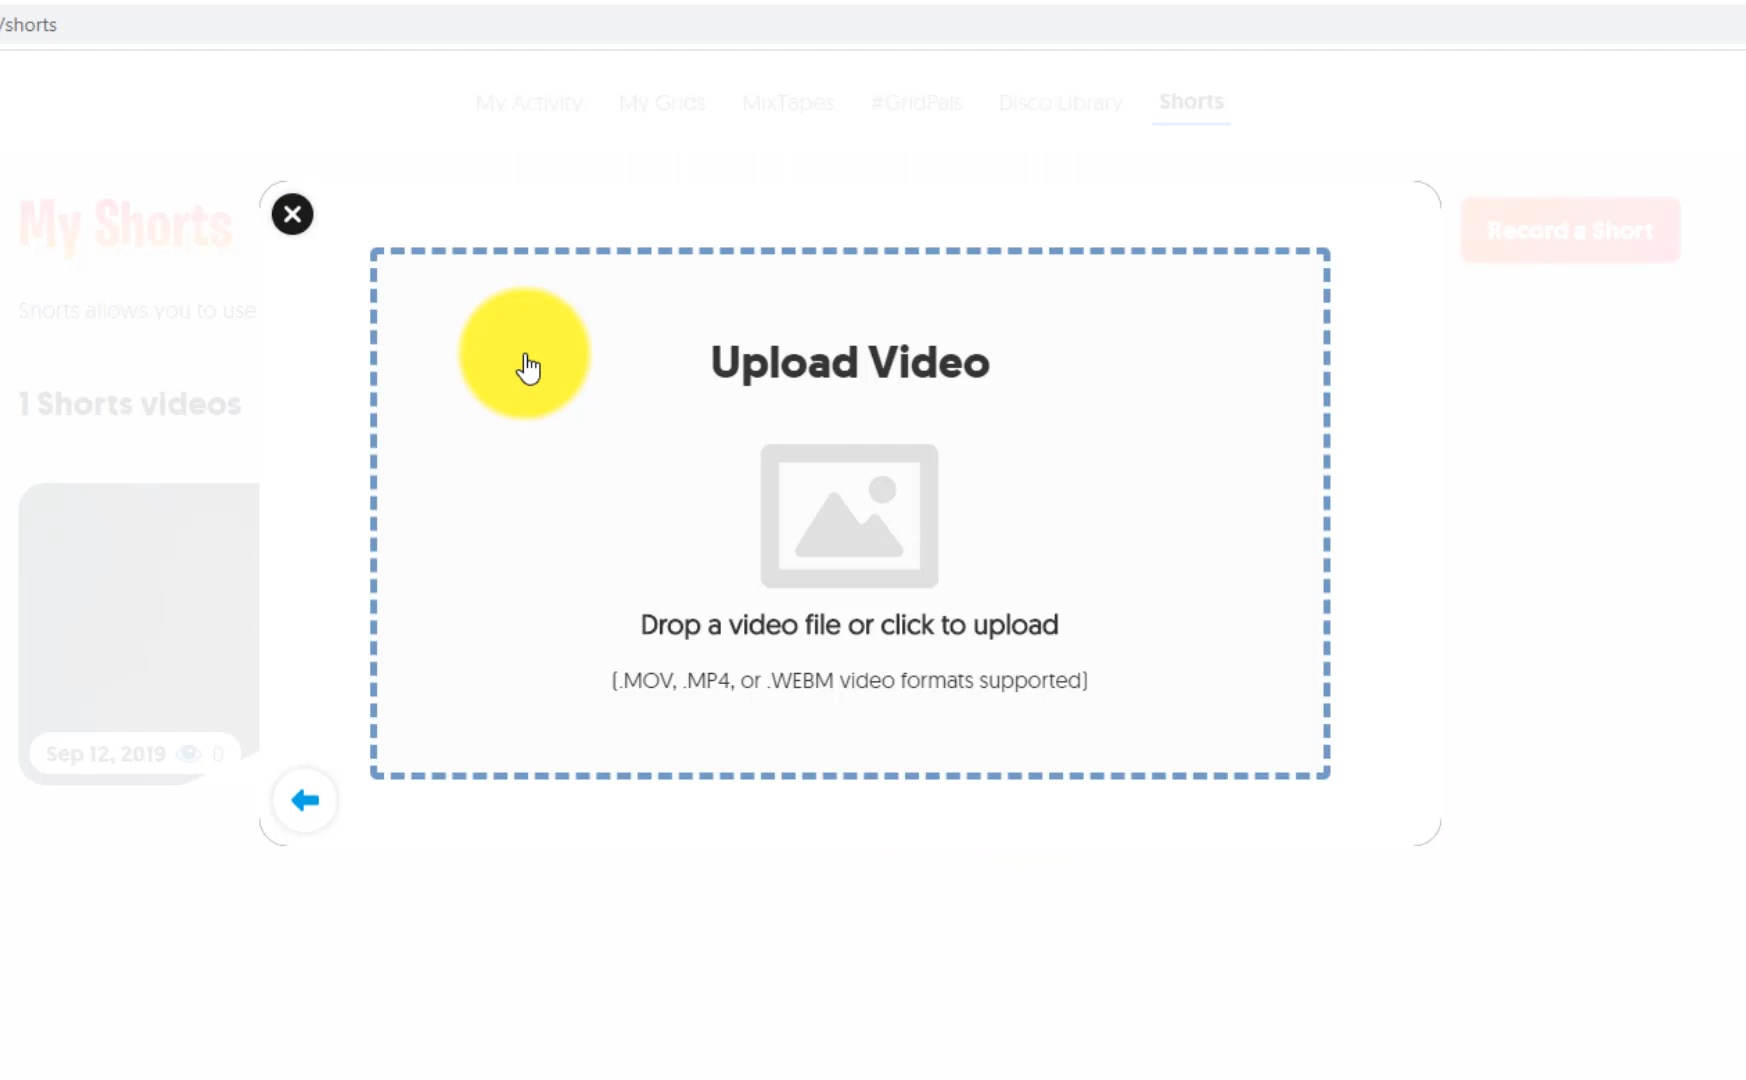 /shorts
My Activity My Grids MixTapes #GridPals Disco Library Shorts
My Shorts
Record a Short
Shorts allows you to use
1 Shorts videos
Upload Video
Drop a video file or click to upload
(.MOV, .MP4, or .WEBM video formats supported)
Sep 12, 2019 0